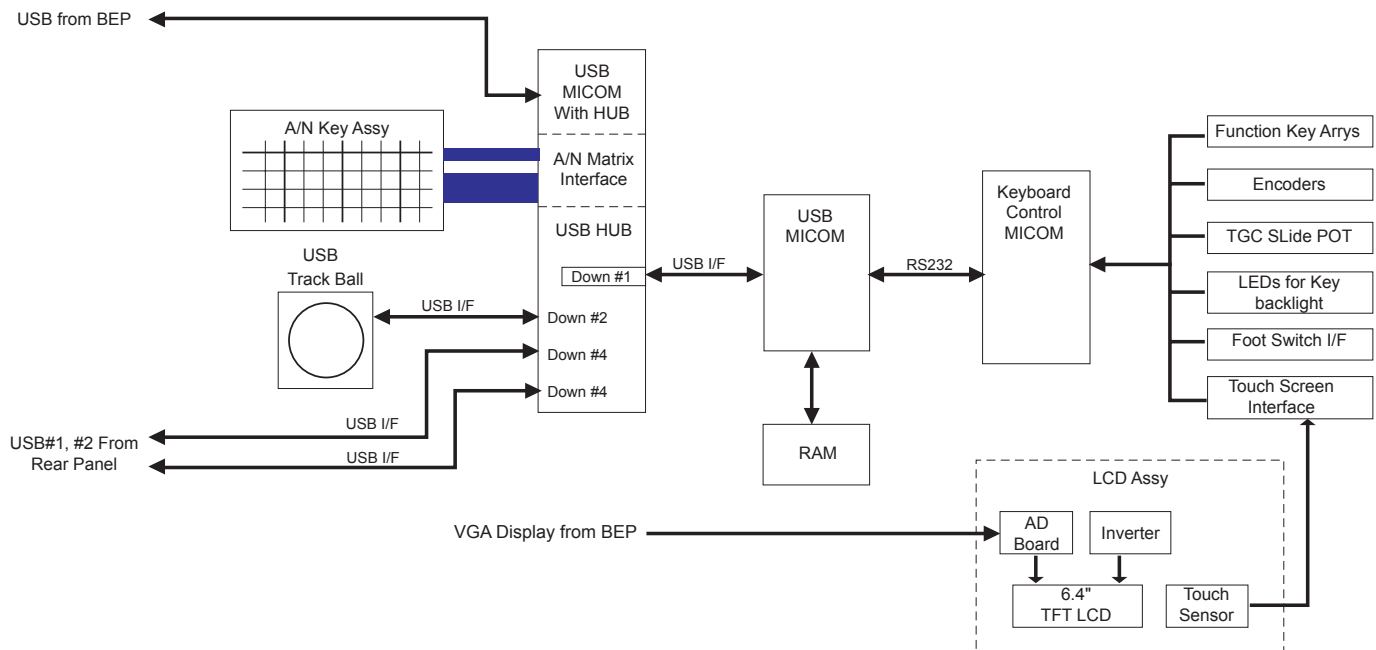 USB from BEP
USB
MICOM
With HUB
A/N Key Assy
A/N Matrix
Interface
USB HUB
Down #1
Down #2
Down #4
Down #4
USB
Track Ball
USB I/F
USB I/F
USB I/F
USB#1, #2 From
Rear Panel
USB I/F
USB
MICOM
RS232
RAM
Keyboard
Control
MICOM
Function Key Arrys
Encoders
TGC SLide POT
LEDs for Key
backlight
Foot Switch I/F
Touch Screen
Interface
LCD Assy
VGA Display from BEP
AD
Board
Inverter
6.4"
TFT LCD
Touch
Sensor